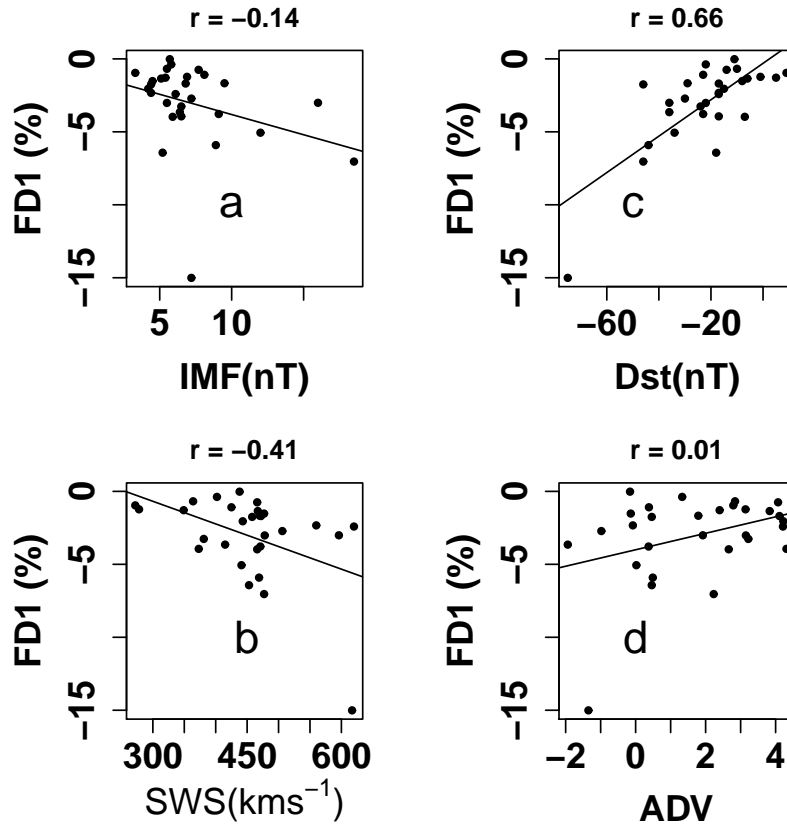 r = −0.14
FD1 (%)
0
−5
−15
a
5 10
IMF(nT)
r = 0.66
FD1 (%)
0
−5
−15
c
−60 −20
Dst(nT)
r = −0.41
FD1 (%)
0
−5
−15
b
300 450 600
SWS(kms⁻¹)
r = 0.01
FD1 (%)
0
−5
−15
d
−2 0 2 4
ADV